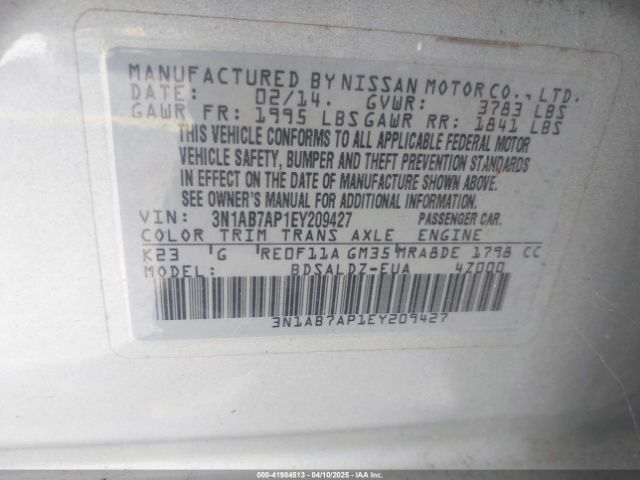 MANUFACTURED BY NISSAN MOTOR CO., LTD.
DATE: 02/14. GVWR: 3783 LBS
GAWR FR: 1995 LBS GAWR RR: 1841 LBS
THIS VEHICLE CONFORMS TO ALL APPLICABLE FEDERAL MOTOR
VEHICLE SAFETY, BUMPER AND THEFT PREVENTION STANDARDS
IN EFFECT ON THE DATE OF MANUFACTURE SHOWN ABOVE.
SEE OWNER'S MANUAL FOR ADDITIONAL INFORMATION.
VIN: 3N1AB7AP1EY209427 PASSENGER CAR.
COLOR TRIM TRANS AXLE ENGINE
K23 G RE0F11A GM35 MRA8DE 1798 CC
MODEL: BDSALDZ-EUA 4Z000
3N1AB7AP1EY209427
000-41984513 - 04/10/2025 - IAAI.COM